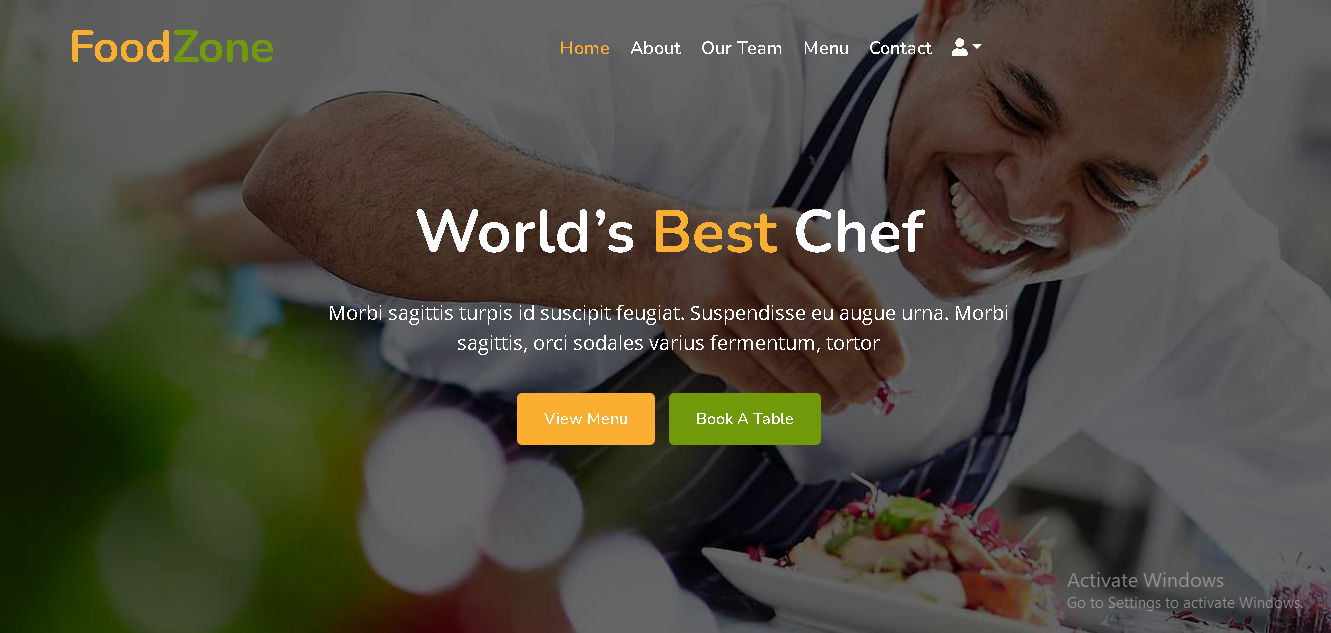 FoodZone
Home About Our Team Menu Contact
World's Best Chef
Morbi sagittis turpis id suscipit feugiat. Suspendisse eu augue urna. Morbi
sagittis, orci sodales varius fermentum, tortor
View Menu Book A Table
Activate Windows
Go to Settings to activate Windows.